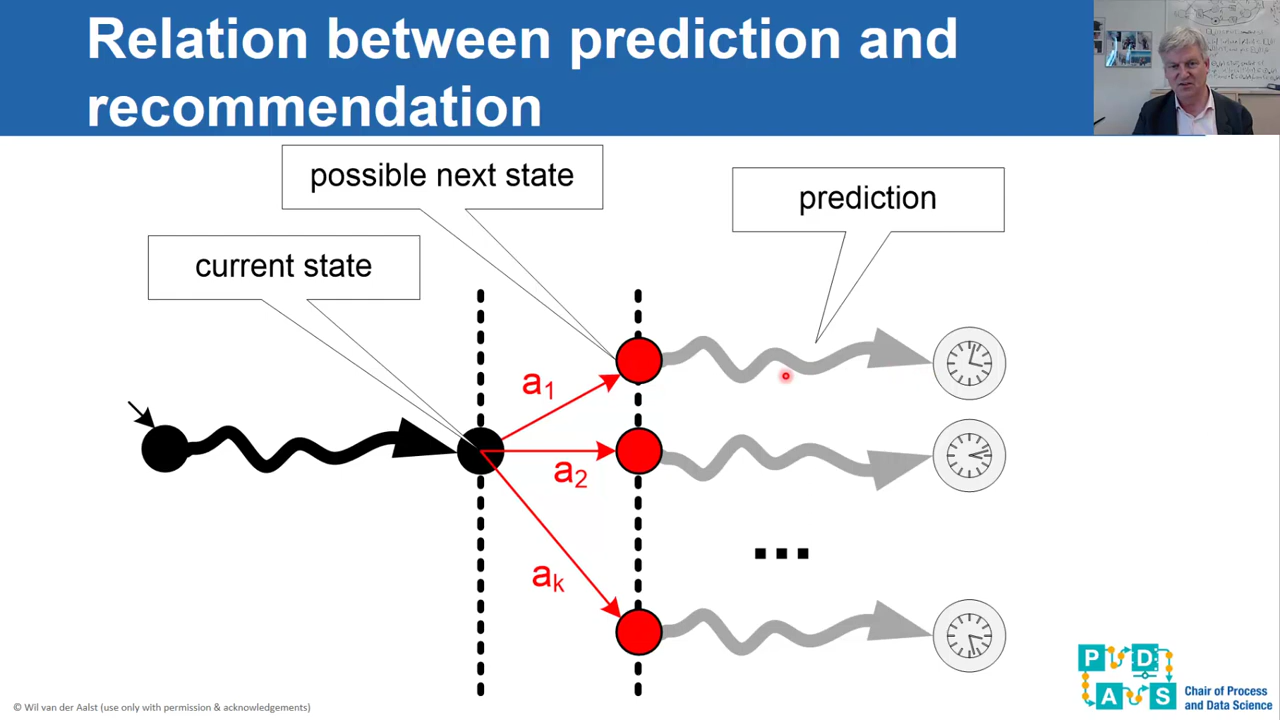 Relation between prediction and
recommendation
possible next state
prediction
current state
a1
a2
...
ak
P D
A S
Chair of Process
and Data Science
© Wil van der Aalst (use only with permission & acknowledgements)